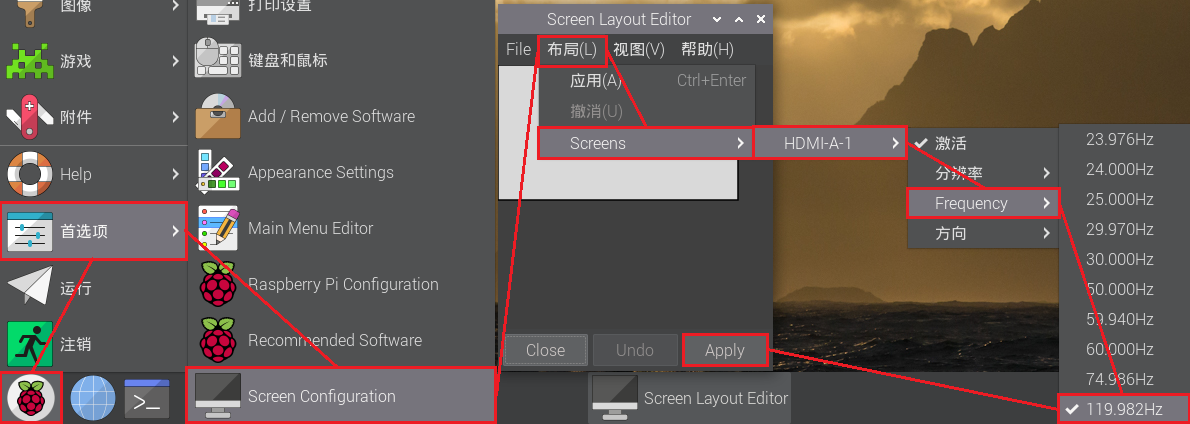 图像
游戏
附件
Help
首选项
运行
注销
打印设置
键盘和鼠标
Add / Remove Software
Appearance Settings
Main Menu Editor
Raspberry Pi Configuration
Recommended Software
Screen Configuration
Screen Layout Editor
File 布局(L) 视图(V) 帮助(H)
应用(A) Ctrl+Enter
撤消(U)
Screens
HDMI-A-1
激活
分辨率
Frequency
方向
23.976Hz
24.000Hz
25.000Hz
29.970Hz
30.000Hz
50.000Hz
59.940Hz
60.000Hz
74.986Hz
119.982Hz
Close Undo Apply
Screen Layout Editor